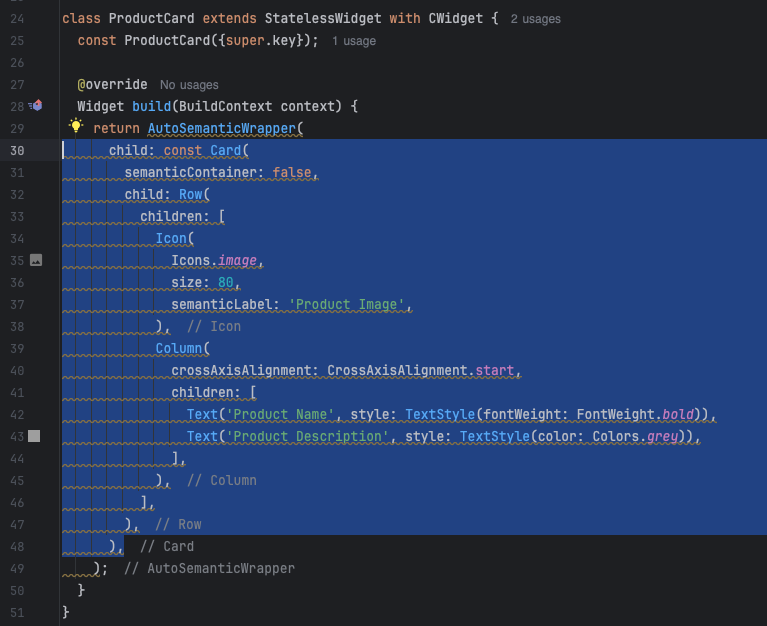 24 class ProductCard extends StatelessWidget with CWidget { 2 usages
25 const ProductCard({super.key}); 1 usage
26
27 @override No usages
28 Widget build(BuildContext context) {
29 return AutoSemanticWrapper(
30 child: const Card(
31 semanticContainer: false,
32 child: Row(
33 children: [
34 Icon(
35 Icons.image,
36 size: 80,
37 semanticLabel: 'Product Image',
38 ), // Icon
39 Column(
40 crossAxisAlignment: CrossAxisAlignment.start,
41 children: [
42 Text('Product Name', style: TextStyle(fontWeight: FontWeight.bold)),
43 Text('Product Description', style: TextStyle(color: Colors.grey)),
44 ],
45 ), // Column
46 ],
47 ), // Row
48 ), // Card
49 ); // AutoSemanticWrapper
50 }
51 }